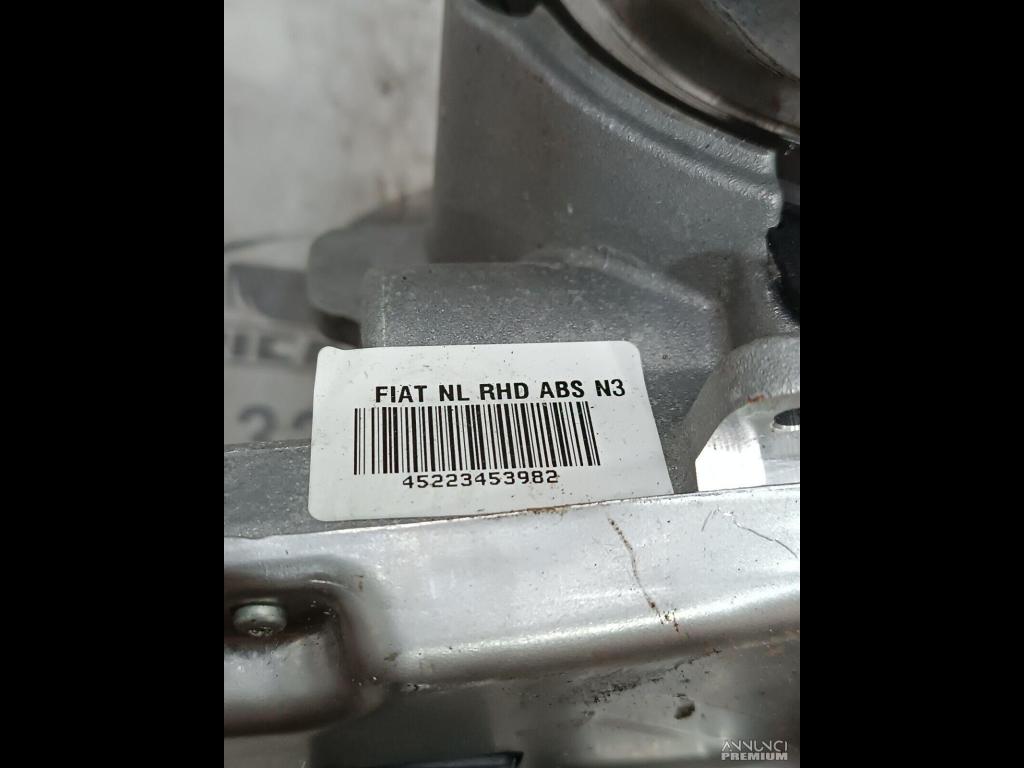 FIAT NL RHD ABS N3
45223453982
ANNUNCI
PREMIUM